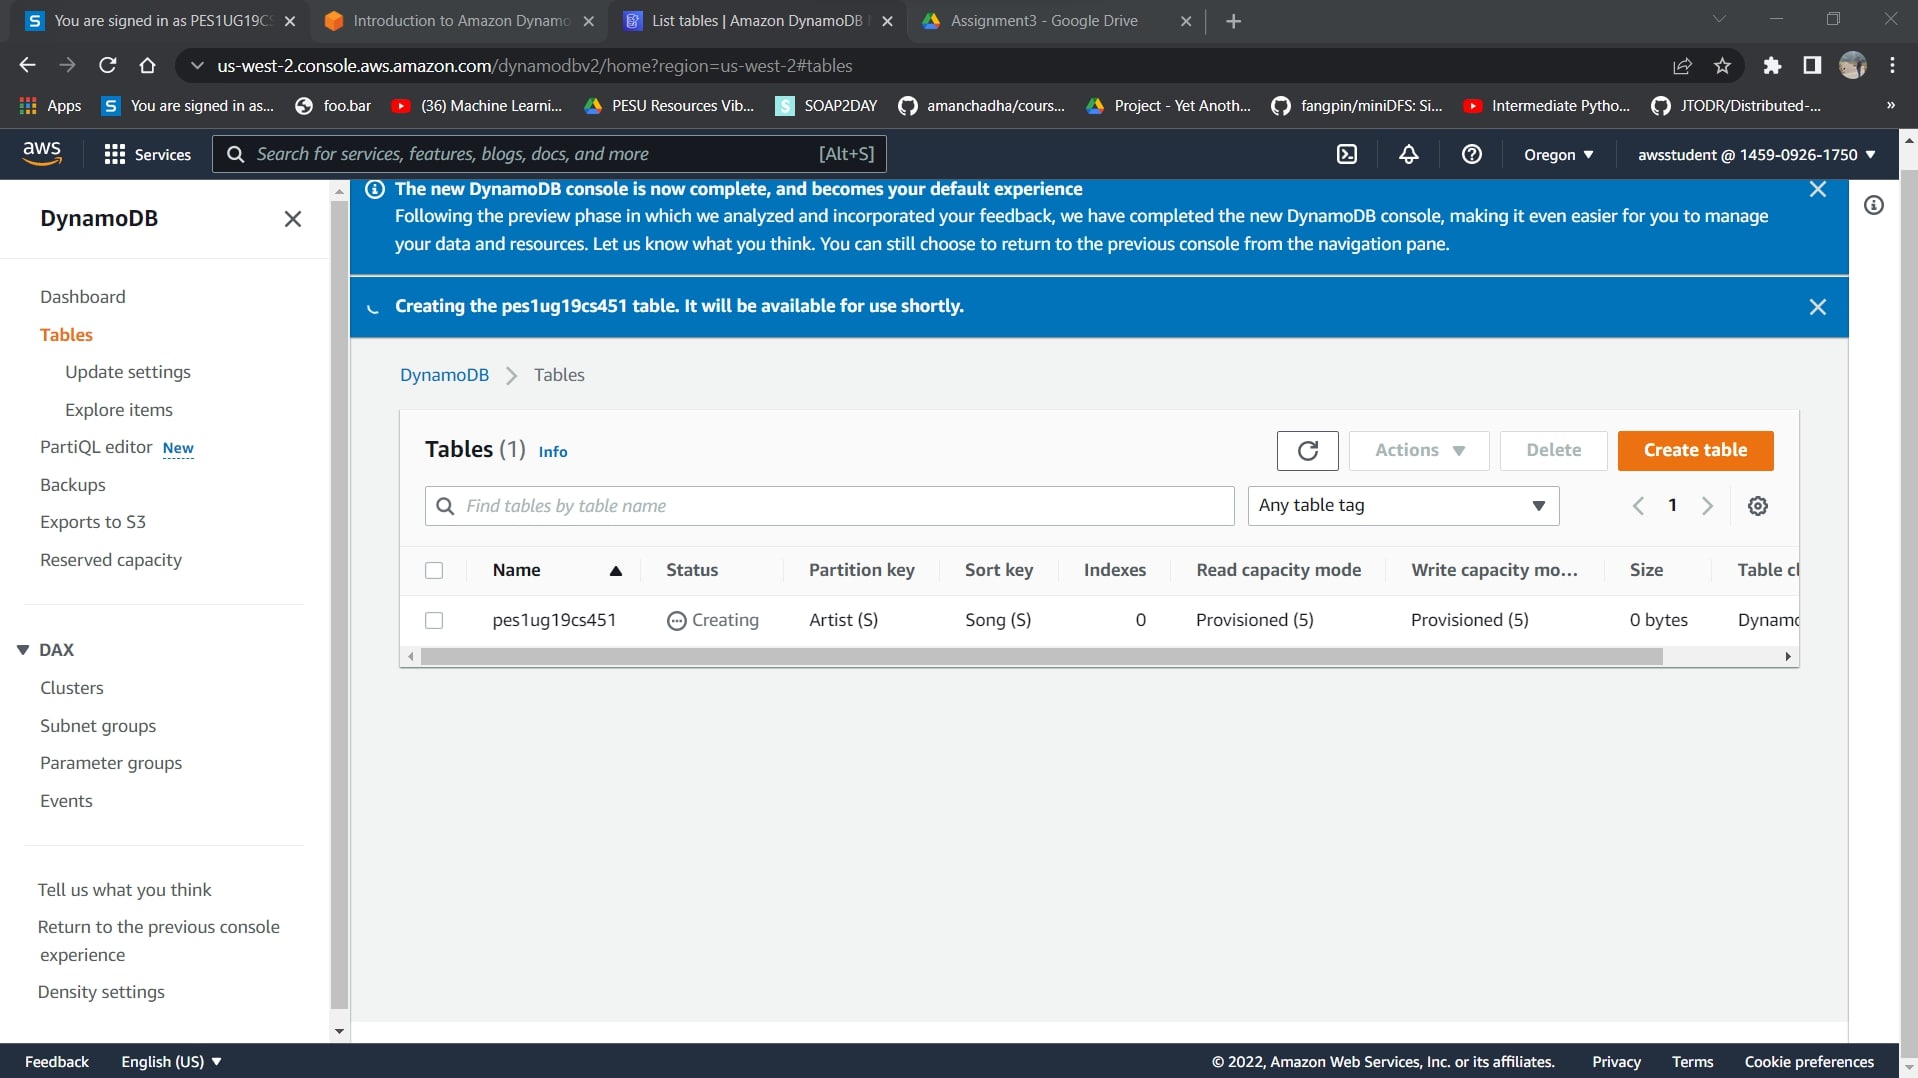 You are signed in as PES1UG19CS
Introduction to Amazon Dynamo
List tables | Amazon DynamoDB
Assignment3 - Google Drive
us-west-2.console.aws.amazon.com/dynamodbv2/home?region=us-west-2#tables
Apps
You are signed in as...
foo.bar
(36) Machine Learni...
PESU Resources Vib...
SOAP2DAY
amanchadha/cours...
Project - Yet Anoth...
fangpin/miniDFS: Si...
Intermediate Pytho...
JTODR/Distributed-...
»
aws
Services
Search for services, features, blogs, docs, and more
[Alt+S]
Oregon
awsstudent @ 1459-0926-1750
DynamoDB
Dashboard
Tables
Update settings
Explore items
PartiQL editor New
Backups
Exports to S3
Reserved capacity
DAX
Clusters
Subnet groups
Parameter groups
Events
Tell us what you think
Return to the previous console
experience
Density settings
The new DynamoDB console is now complete, and becomes your default experience
Following the preview phase in which we analyzed and incorporated your feedback, we have completed the new DynamoDB console, making it even easier for you to manage
your data and resources. Let us know what you think. You can still choose to return to the previous console from the navigation pane.
Creating the pes1ug19cs451 table. It will be available for use shortly.
DynamoDB > Tables
Tables (1) Info
Actions
Delete
Create table
Find tables by table name
Any table tag
1
Name Status Partition key Sort key Indexes Read capacity mode Write capacity mo... Size Table cl
pes1ug19cs451 Creating Artist (S) Song (S) 0 Provisioned (5) Provisioned (5) 0 bytes Dynamo
Feedback
English (US)
© 2022, Amazon Web Services, Inc. or its affiliates.
Privacy
Terms
Cookie preferences